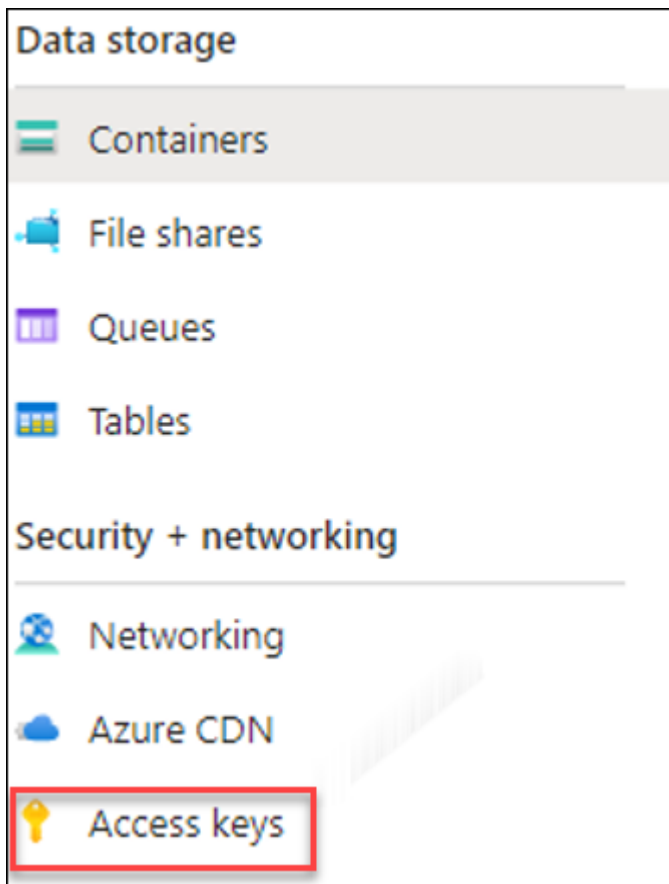 Data storage
Containers
File shares
Queues
Tables
Security + networking
Networking
Azure CDN
Access keys